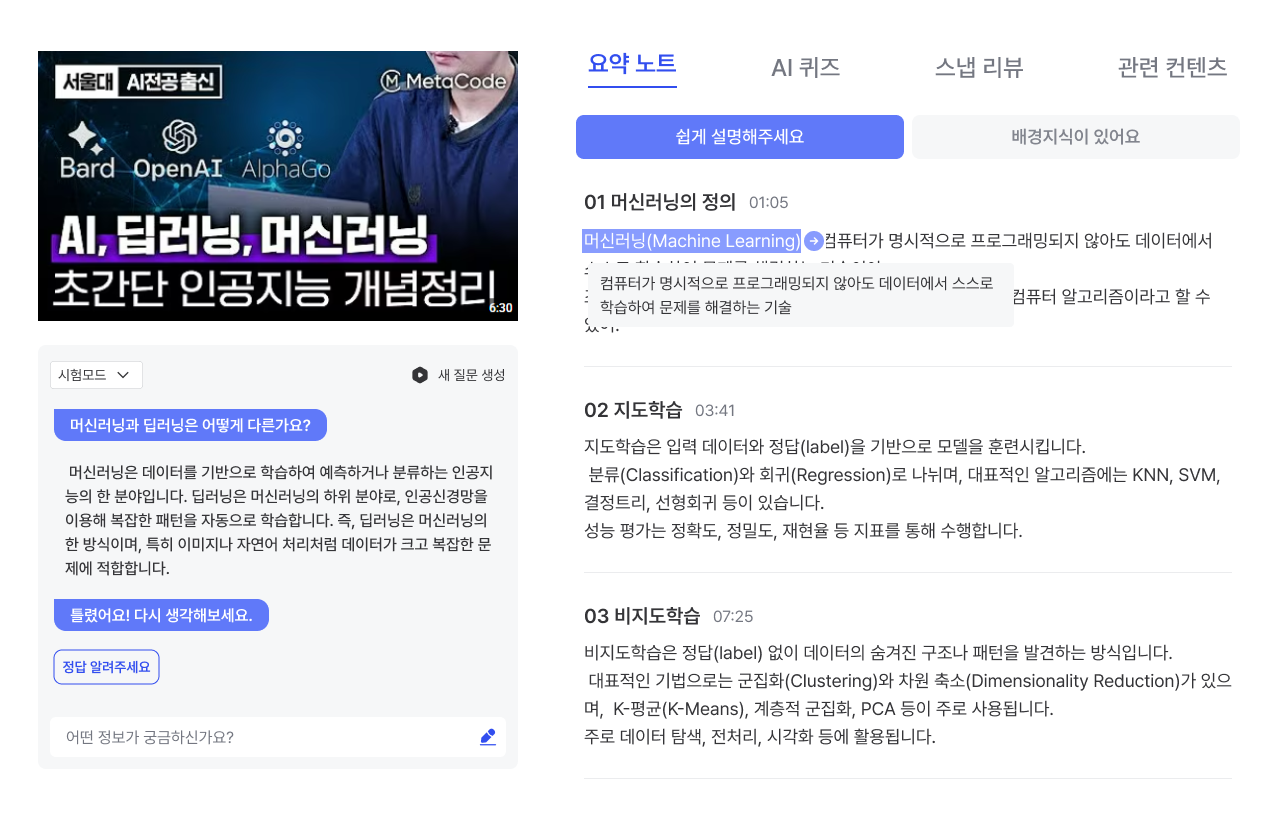 서울대 AI전공출신
MetaCode
Bard OpenAI AlphaGo
AI, 딥러닝, 머신러닝
초간단 인공지능 개념정리
6:30
시험모드
새 질문 생성
머신러닝과 딥러닝은 어떻게 다른가요?
머신러닝은 데이터를 기반으로 학습하여 예측하거나 분류하는 인공지
능의 한 분야입니다. 딥러닝은 머신러닝의 하위 분야로, 인공신경망을
이용해 복잡한 패턴을 자동으로 학습합니다. 즉, 딥러닝은 머신러닝의
한 방식이며, 특히 이미지나 자연어 처리처럼 데이터가 크고 복잡한 문
제에 적합합니다.
틀렸어요! 다시 생각해보세요.
정답 알려주세요
어떤 정보가 궁금하신가요?
요약 노트
AI 퀴즈
스냅 리뷰
관련 컨텐츠
쉽게 설명해주세요
배경지식이 있어요
01 머신러닝의 정의 01:05
머신러닝(Machine Learning) 컴퓨터가 명시적으로 프로그래밍되지 않아도 데이터에서
컴퓨터가 명시적으로 프로그래밍되지 않아도 데이터에서 스스로
학습하여 문제를 해결하는 기술
컴퓨터 알고리즘이라고 할 수
있어.
02 지도학습 03:41
지도학습은 입력 데이터와 정답(label)을 기반으로 모델을 훈련시킵니다.
분류(Classification)와 회귀(Regression)로 나뉘며, 대표적인 알고리즘에는 KNN, SVM,
결정트리, 선형회귀 등이 있습니다.
성능 평가는 정확도, 정밀도, 재현율 등 지표를 통해 수행합니다.
03 비지도학습 07:25
비지도학습은 정답(label) 없이 데이터의 숨겨진 구조나 패턴을 발견하는 방식입니다.
대표적인 기법으로는 군집화(Clustering)와 차원 축소(Dimensionality Reduction)가 있으
며, K-평균(K-Means), 계층적 군집화, PCA 등이 주로 사용됩니다.
주로 데이터 탐색, 전처리, 시각화 등에 활용됩니다.